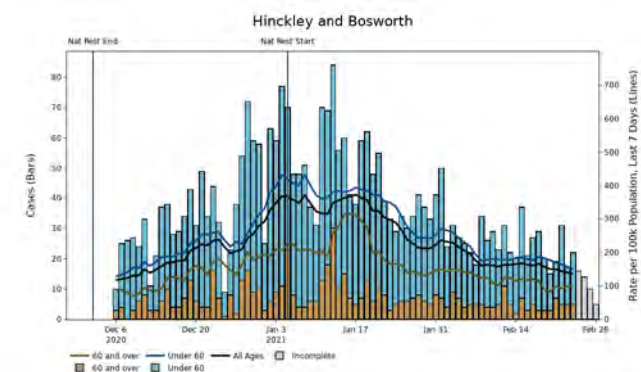 Hinckley and Bosworth
Nat Rest End
Nat Rest Start
Cases (Bars)
80
70
60
50
40
30
20
10
0
Rate per 100k Population, Last 7 Days (Lines)
700
600
500
400
300
200
100
0
Dec 6
2020
Dec 20
Jan 3
2021
Jan 17
Jan 31
Feb 14
Feb 28
60 and over Under 60 All Ages Incomplete
60 and over Under 60